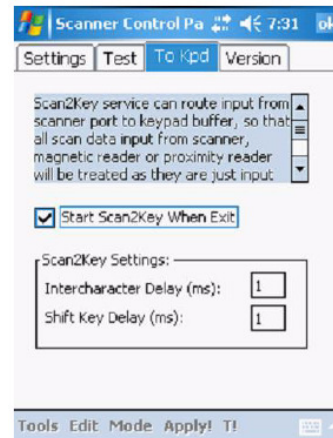 Scanner Control Pa 7:31 ok
Settings Test To Kpd Version
Scan2Key service can route input from
scanner port to keypad buffer, so that
all scan data input from scanner,
magnetic reader or proximity reader
will be treated as they are just input
Start Scan2Key When Exit
Scan2Key Settings:
Intercharacter Delay (ms): 1
Shift Key Delay (ms): 1
Tools Edit Mode Apply! T!